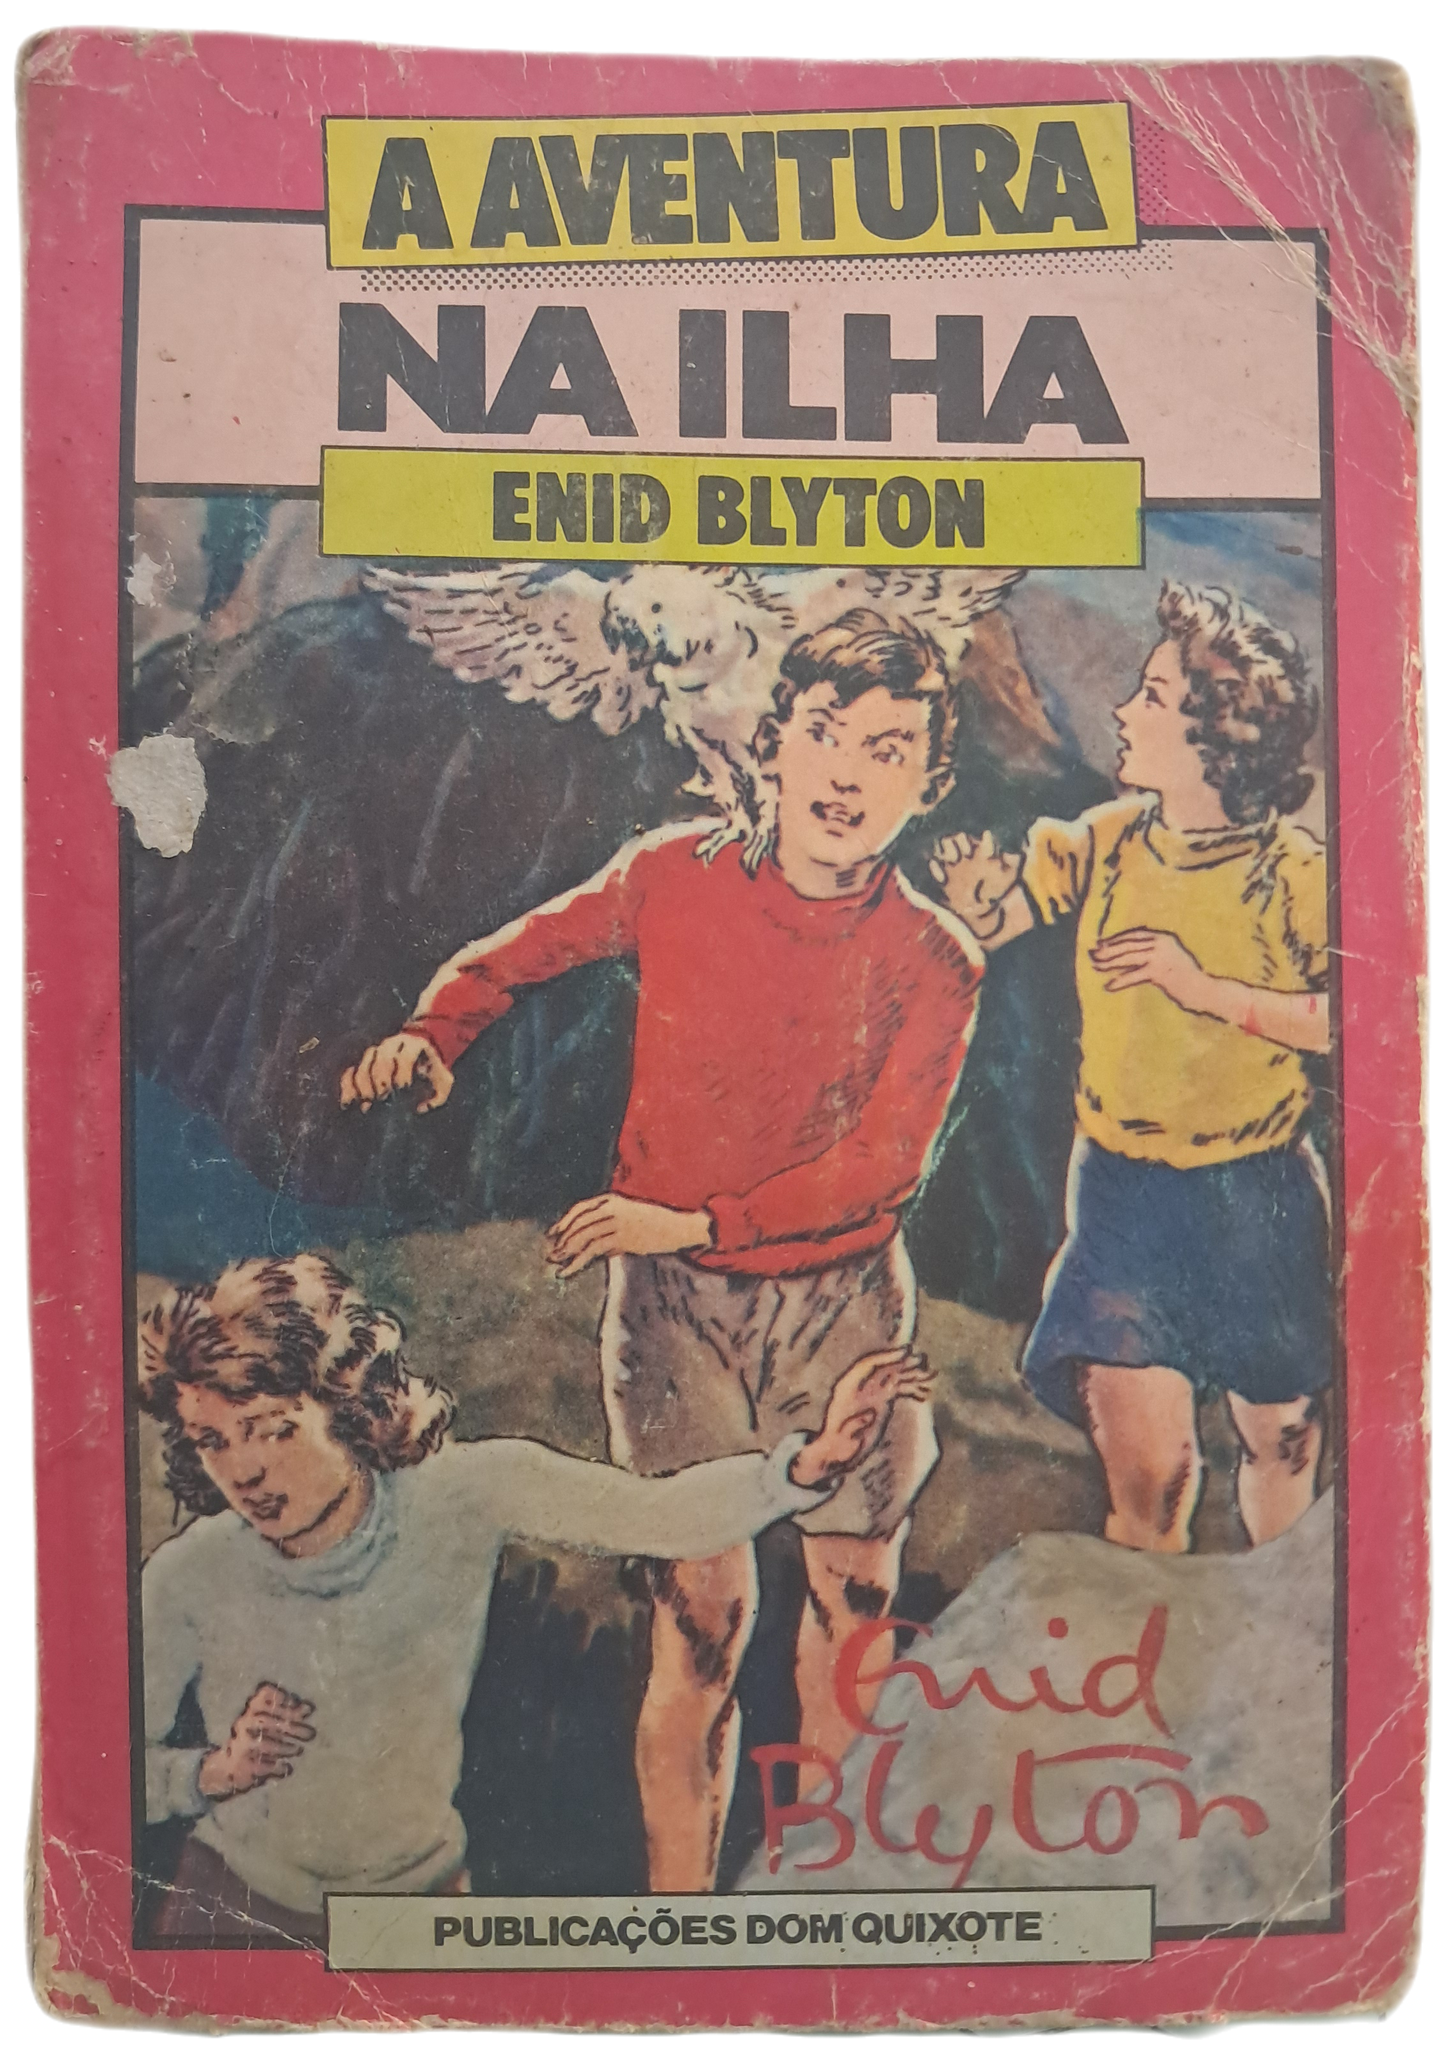 A AVENTURA
NA ILHA
ENID BLYTON
Enid
Blyton
PUBLICAÇÕES DOM QUIXOTE